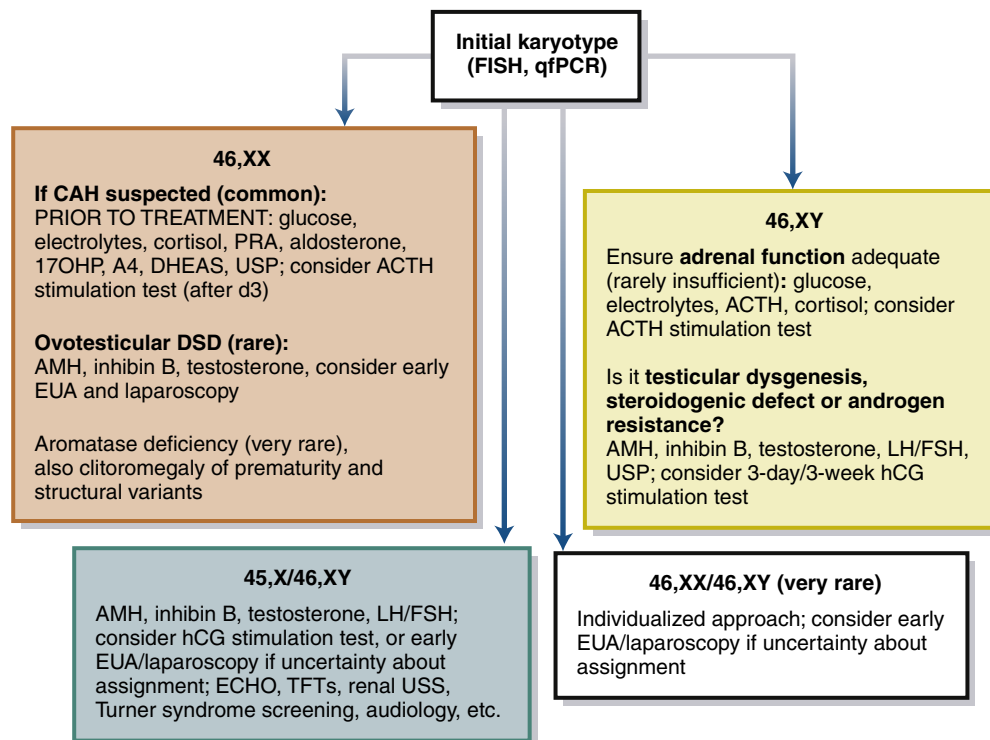 Initial karyotype
(FISH, qfPCR)
46,XX
If CAH suspected (common):
PRIOR TO TREATMENT: glucose,
electrolytes, cortisol, PRA, aldosterone,
17OHP, A4, DHEAS, USP; consider ACTH
stimulation test (after d3)
Ovotesticular DSD (rare):
AMH, inhibin B, testosterone, consider early
EUA and laparoscopy
Aromatase deficiency (very rare),
also clitoromegaly of prematurity and
structural variants
46,XY
Ensure adrenal function adequate
(rarely insufficient): glucose,
electrolytes, ACTH, cortisol; consider
ACTH stimulation test
Is it testicular dysgenesis,
steroidogenic defect or androgen
resistance?
AMH, inhibin B, testosterone, LH/FSH,
USP; consider 3-day/3-week hCG
stimulation test
45,X/46,XY
AMH, inhibin B, testosterone, LH/FSH;
consider hCG stimulation test, or early
EUA/laparoscopy if uncertainty about
assignment; ECHO, TFTs, renal USS,
Turner syndrome screening, audiology, etc.
46,XX/46,XY (very rare)
Individualized approach; consider early
EUA/laparoscopy if uncertainty about
assignment